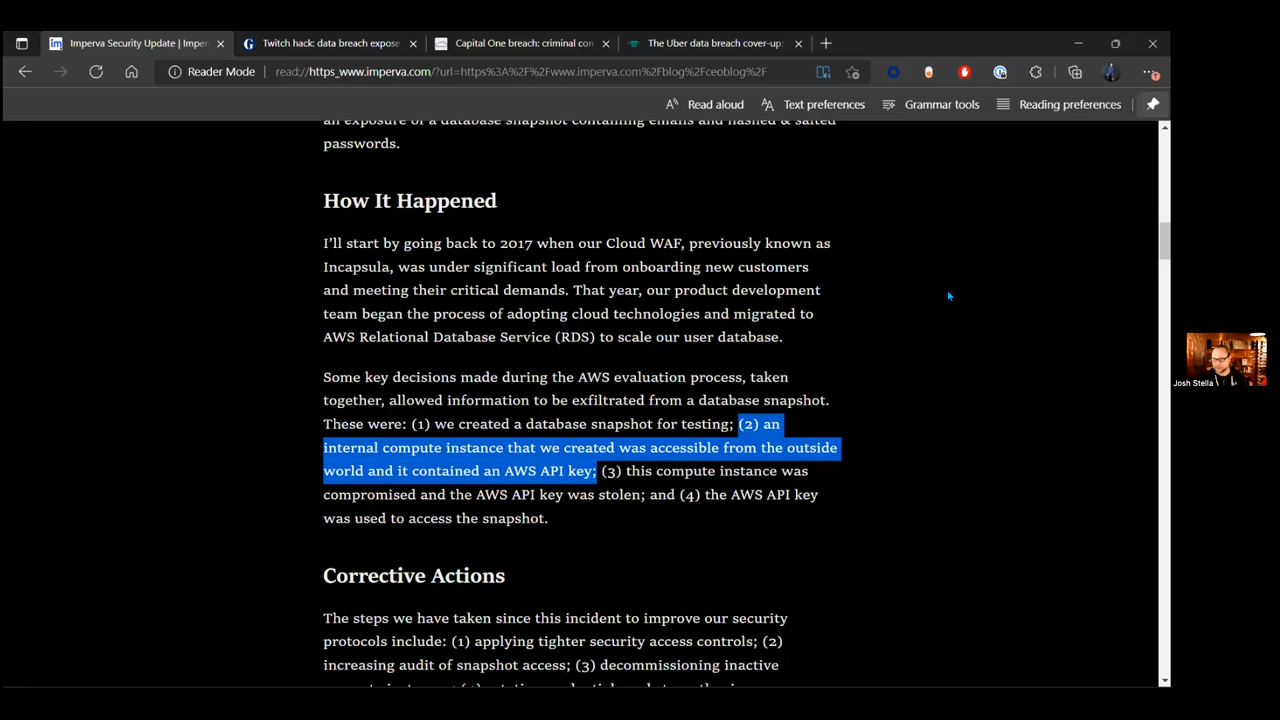 Imperva Security Update | Imper
Twitch hack: data breach expose
Capital One breach: criminal con
The Uber data breach cover-up:
Reader Mode
read://https_www.imperva.com/?url=https%3A%2F%2Fwww.imperva.com%2Fblog%2Fceoblog%2F
Read aloud
Text preferences
Grammar tools
Reading preferences
an exposure of a database snapshot containing emails and hashed & salted
passwords.
How It Happened
I’ll start by going back to 2017 when our Cloud WAF, previously known as
Incapsula, was under significant load from onboarding new customers
and meeting their critical demands. That year, our product development
team began the process of adopting cloud technologies and migrated to
AWS Relational Database Service (RDS) to scale our user database.
Some key decisions made during the AWS evaluation process, taken
together, allowed information to be exfiltrated from a database snapshot.
These were: (1) we created a database snapshot for testing; (2) an
internal compute instance that we created was accessible from the outside
world and it contained an AWS API key; (3) this compute instance was
compromised and the AWS API key was stolen; and (4) the AWS API key
was used to access the snapshot.
Josh Stella
Corrective Actions
The steps we have taken since this incident to improve our security
protocols include: (1) applying tighter security access controls; (2)
increasing audit of snapshot access; (3) decommissioning inactive